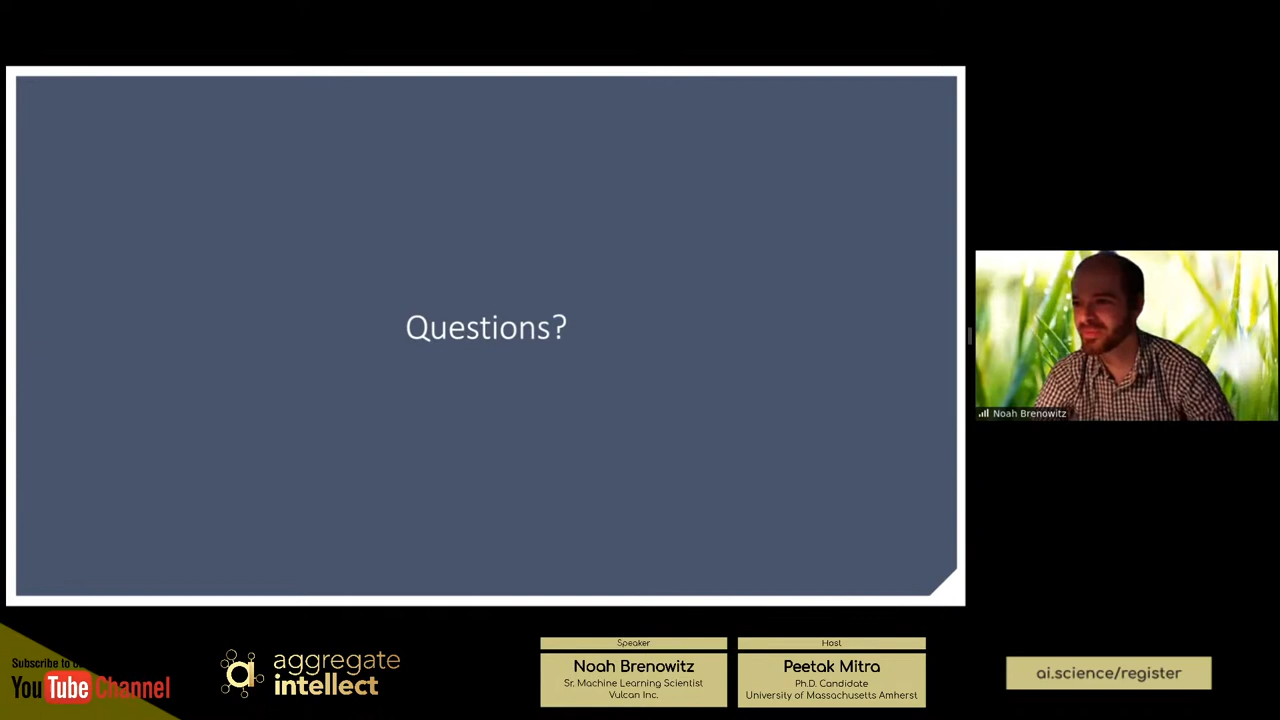 Questions?
Noah Brenowitz
Subscribe to
YouTube Channel
aggregate
intellect
Speaker
Noah Brenowitz
Sr. Machine Learning Scientist
Vulcan Inc.
Host
Peetak Mitra
Ph.D. Candidate
University of Massachusetts Amherst
ai.science/register